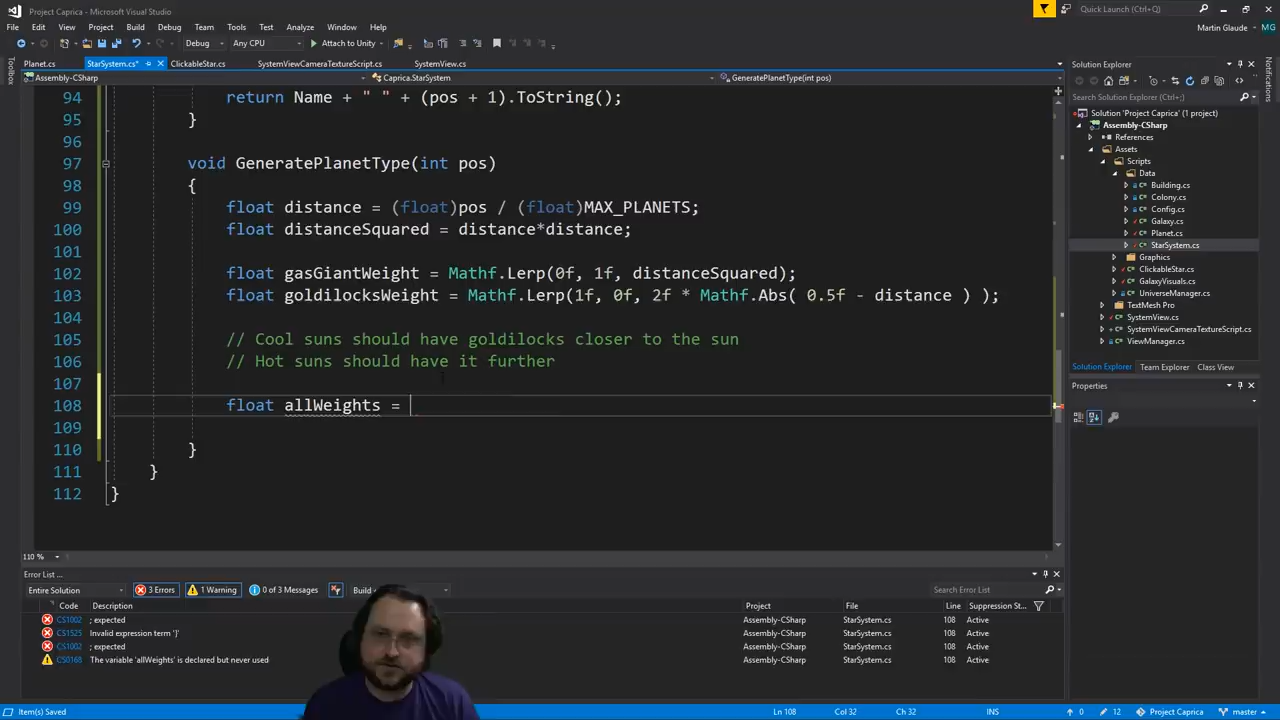 Project Caprica - Microsoft Visual Studio
Quick Launch (Ctrl+Q)
File Edit View Project Build Debug Team Tools Test Analyze Window Help
Martin Glaude MG
Debug Any CPU Attach to Unity
Toolbox
Planet.cs StarSystem.cs* ClickableStar.cs SystemViewCameraTextureScript.cs SystemView.cs
Assembly-CSharp Caprica.StarSystem GeneratePlanetType(int pos)
94 return Name + " " + (pos + 1).ToString();
95 }
96
97 void GeneratePlanetType(int pos)
98 {
99 float distance = (float)pos / (float)MAX_PLANETS;
100 float distanceSquared = distance*distance;
101
102 float gasGiantWeight = Mathf.Lerp(0f, 1f, distanceSquared);
103 float goldilocksWeight = Mathf.Lerp(1f, 0f, 2f * Mathf.Abs( 0.5f - distance ) );
104
105 // Cool suns should have goldilocks closer to the sun
106 // Hot suns should have it further
107
108 float allWeights =
109
110 }
111 }
112 }
110 %
Solution Explorer
Search Solution Explorer (Ctrl+;)
Solution 'Project Caprica' (1 project)
Assembly-CSharp
References
Assets
Scripts
Data
Building.cs
Colony.cs
Config.cs
Galaxy.cs
Planet.cs
StarSystem.cs
Graphics
ClickableStar.cs
GalaxyVisuals.cs
UniverseManager.cs
TextMesh Pro
SystemView.cs
SystemViewCameraTextureScript.cs
ViewManager.cs
Solution Explorer Team Explorer Class View
Properties
Notifications
Error List ...
Entire Solution 3 Errors 1 Warning 0 of 3 Messages Build
Search Error List
Code Description Project File Line Suppression St...
CS1002 ; expected Assembly-CSharp StarSystem.cs 108 Active
CS1525 Invalid expression term '}' Assembly-CSharp StarSystem.cs 108 Active
CS1002 ; expected Assembly-CSharp StarSystem.cs 108 Active
CS0168 The variable 'allWeights' is declared but never used Assembly-CSharp StarSystem.cs 108 Active
Item(s) Saved Ln 108 Col 32 Ch 32 INS 0 12 Project Caprica master